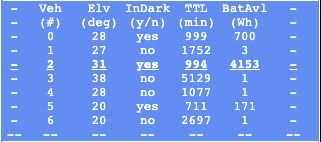 - Veh Elv InDark TTL BatAvl -
- (#) (deg) (y/n) (min) (Wh) -
- 0 28 yes 999 700 -
- 1 27 no 1752 3 -
- 2 31 yes 994 4153 -
- 3 38 no 5129 1 -
- 4 28 no 1077 1 -
- 5 20 yes 711 171 -
- 6 20 no 2697 1 -
-- -- -- -- -- -- --